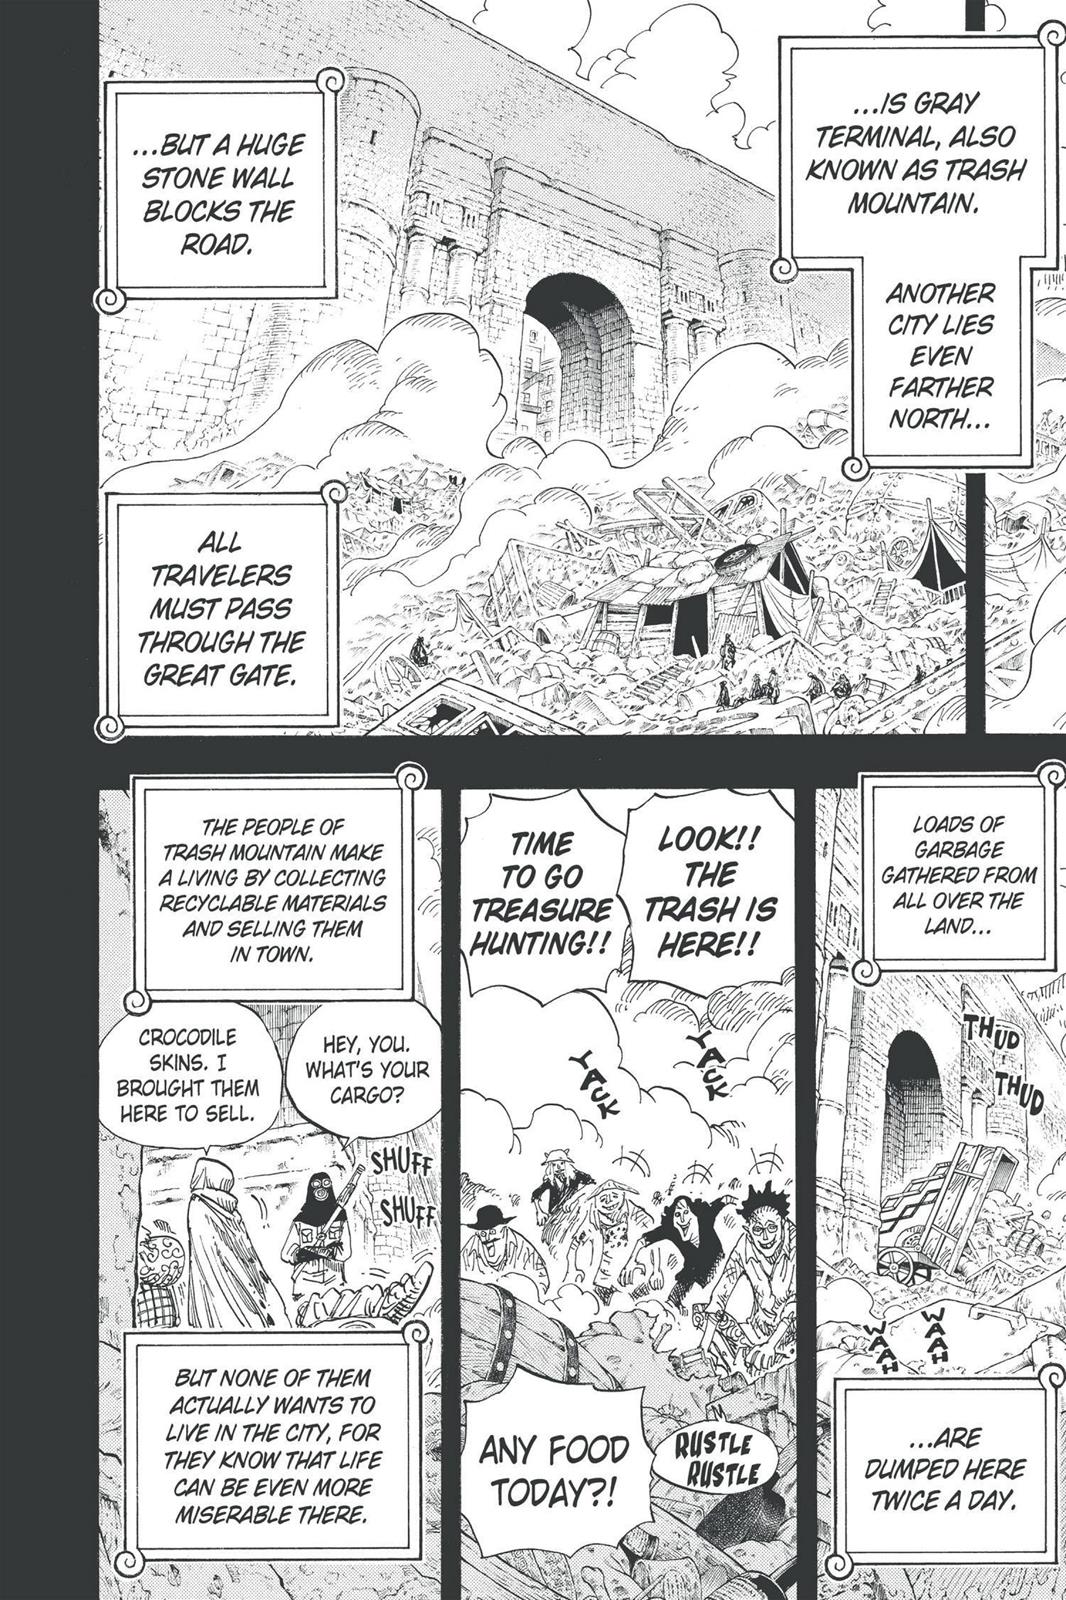 ...IS GRAY
TERMINAL, ALSO
KNOWN AS TRASH
MOUNTAIN.
ANOTHER
CITY LIES
EVEN
FARTHER
NORTH...
...BUT A HUGE
STONE WALL
BLOCKS THE
ROAD.
ALL
TRAVELERS
MUST PASS
THROUGH THE
GREAT GATE.
LOADS OF
GARBAGE
GATHERED FROM
ALL OVER THE
LAND...
THUD
THUD
WAAH
WAAH
...ARE
DUMPED HERE
TWICE A DAY.
LOOK!!
THE
TRASH IS
HERE!!
TIME
TO GO
TREASURE
HUNTING!!
YACK
YACK
RUSTLE
RUSTLE
ANY FOOD
TODAY?!
THE PEOPLE OF
TRASH MOUNTAIN MAKE
A LIVING BY COLLECTING
RECYCLABLE MATERIALS
AND SELLING THEM
IN TOWN.
HEY, YOU.
WHAT'S YOUR
CARGO?
CROCODILE
SKINS. I
BROUGHT THEM
HERE TO SELL.
SHUFF
SHUFF
BUT NONE OF THEM
ACTUALLY WANTS TO
LIVE IN THE CITY, FOR
THEY KNOW THAT LIFE
CAN BE EVEN MORE
MISERABLE THERE.